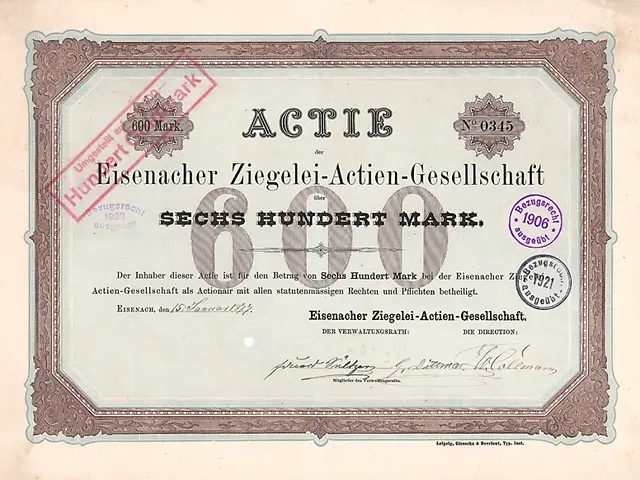 Umgestellt auf
Hundert Mark
600 Mark.
ACTIE
No 0345
der
Eisenacher Ziegelei-Actien-Gesellschaft
über
600
SECHS HUNDERT MARK.
Bezugsrecht
1923
ausgeübt
Bezugsrecht
1906
ausgeübt
Bezugsrecht
1921
ausgeübt
Der Inhaber dieser Actie ist für den Betrag von Sechs Hundert Mark bei der Eisenacher
Actien-Gesellschaft als Actionair mit allen statutenmässigen Rechten und Pflichten betheiligt.
EISENACH, den 15. Januar 1877.
Eisenacher Ziegelei-Actien-Gesellschaft.
DER VERWALTUNGSRATH: DIE DIRECTION:
Mitglieder des Verwaltungsraths.
Leipzig, Giesecke & Devrient, Typ. Inst.